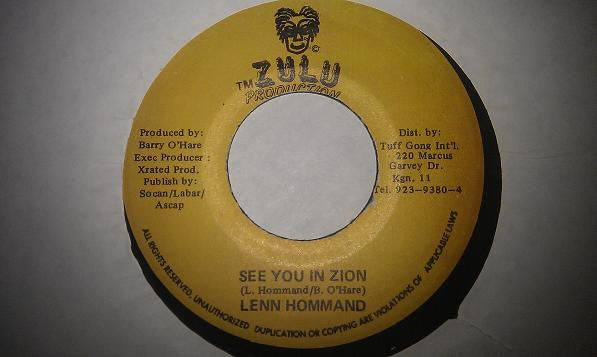 ©
TM ZULU
PRODUCTION
Produced by:
Barry O'Hare
Exec Producer :
Xrated Prod.
Publish by:
Socan/Labar/
Ascap
Dist. by:
Tuff Gong Int'l,
220 Marcus
Garvey Dr.
Kgn. 11
Tel. 923-9380-4
SEE YOU IN ZION
(L. Hommand/B. O'Hare)
LENN HOMMAND
ALL RIGHTS RESERVED, UNAUTHORIZED DUPLICATION OR COPYING ARE VIOLATIONS OF APPLICABLE LAWS